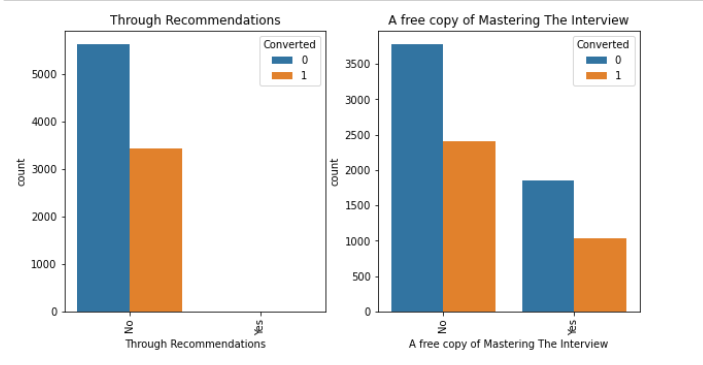 Through Recommendations
Converted
0
1
5000
4000
3000
2000
1000
0
count
No
Yes
Through Recommendations
A free copy of Mastering The Interview
Converted
0
1
3500
3000
2500
2000
1500
1000
500
0
count
No
Yes
A free copy of Mastering The Interview